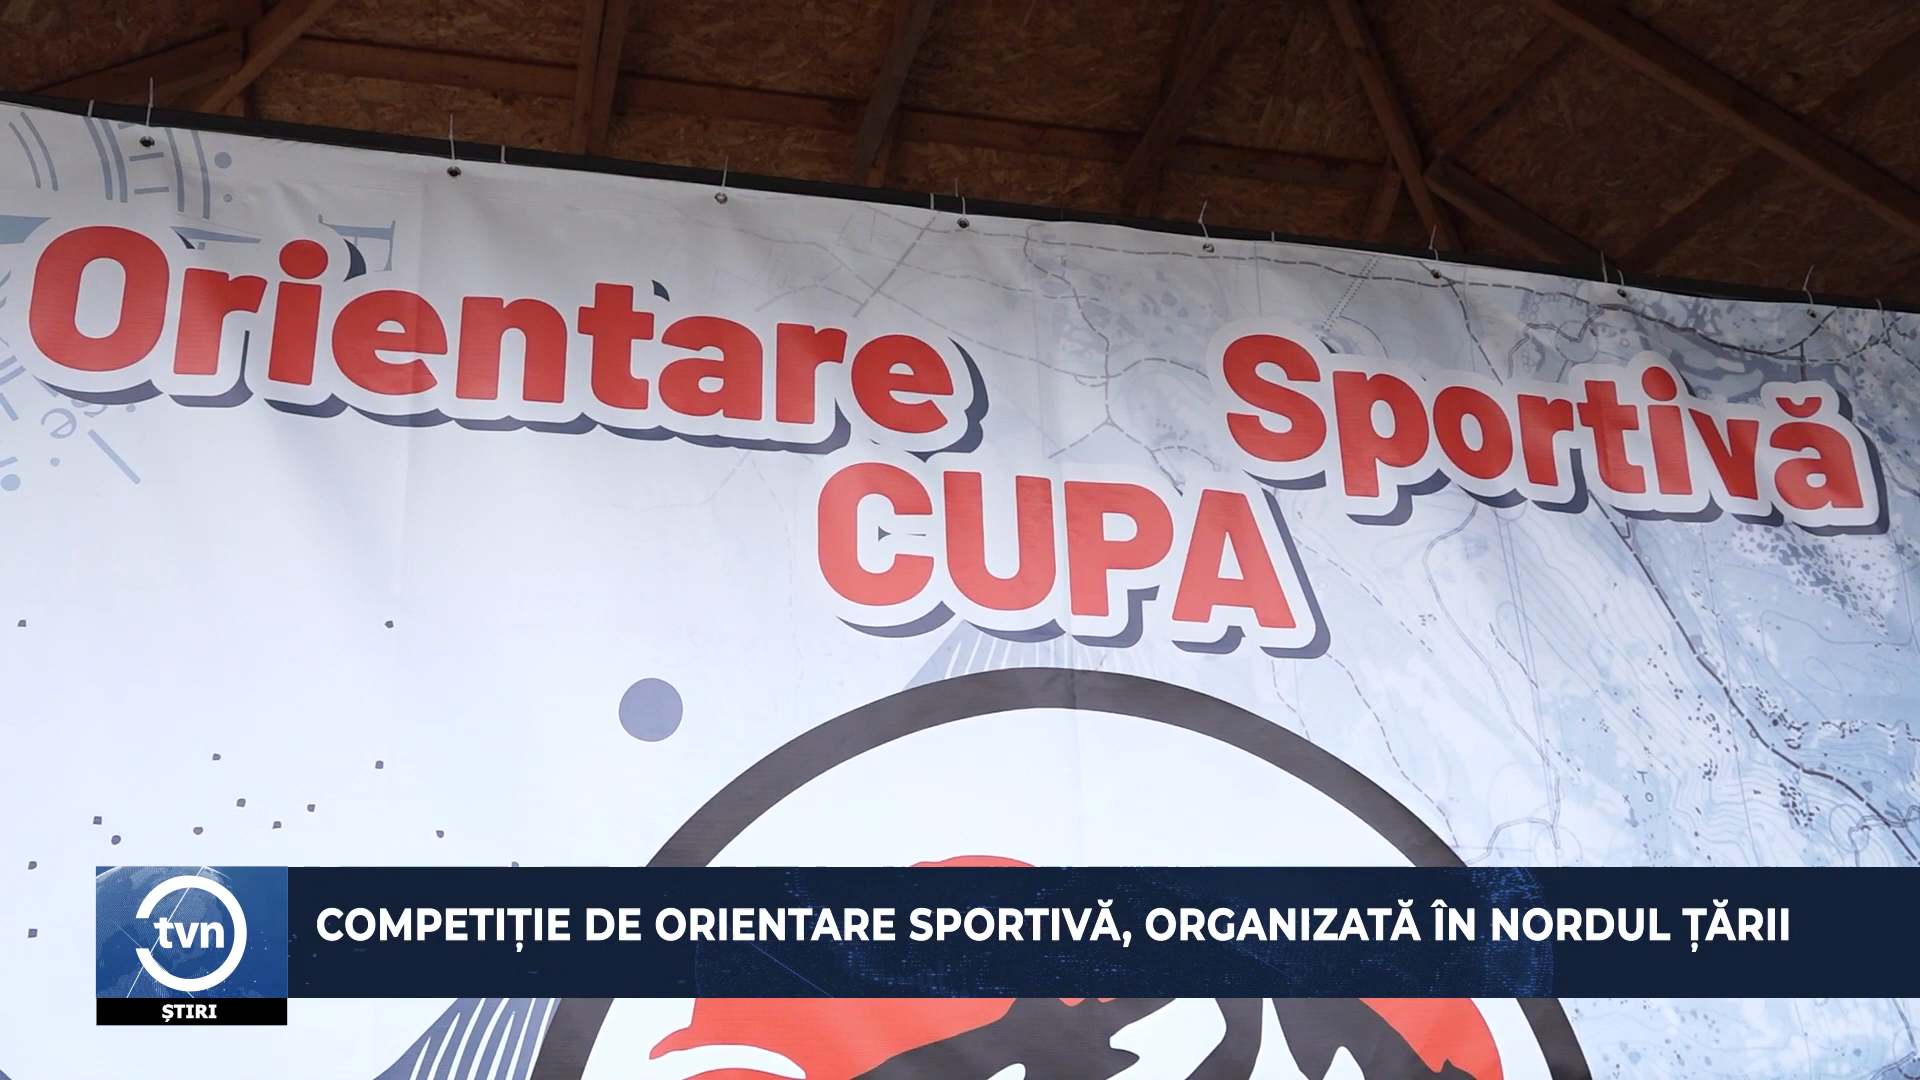 Orientare Sportivă
CUPA
tvn
COMPETIȚIE DE ORIENTARE SPORTIVĂ, ORGANIZATĂ ÎN NORDUL ȚĂRII
ȘTIRI